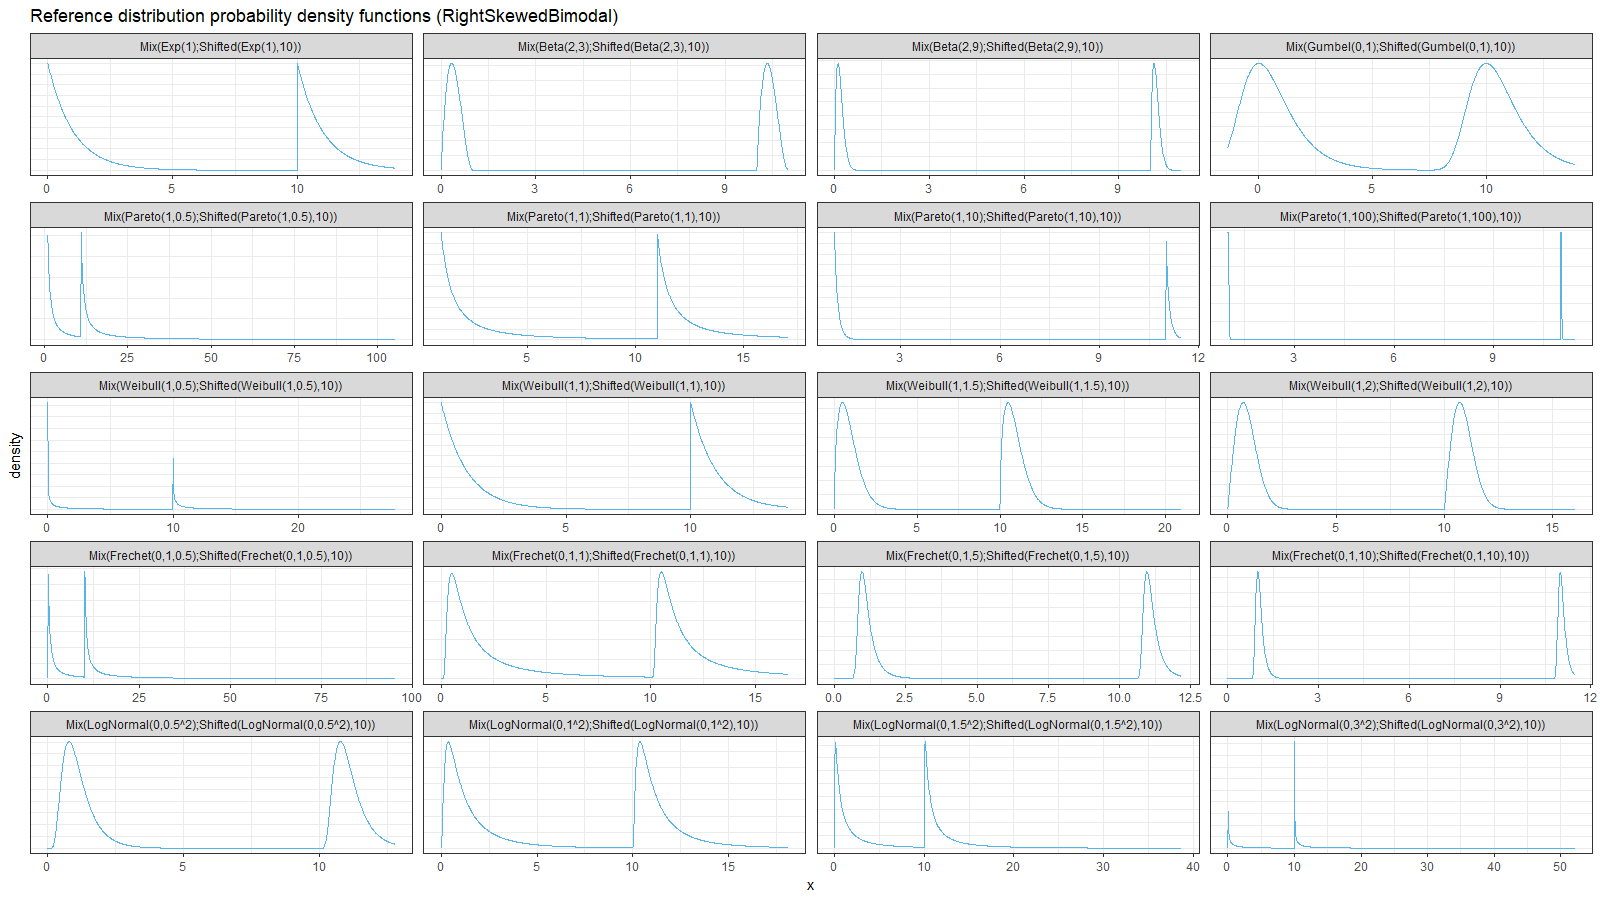 Reference distribution probability density functions (RightSkewedBimodal)
Mix(Exp(1);Shifted(Exp(1),10)) Mix(Beta(2,3);Shifted(Beta(2,3),10)) Mix(Beta(2,9);Shifted(Beta(2,9),10)) Mix(Gumbel(0,1);Shifted(Gumbel(0,1),10))
0 5 10 0 3 6 9 0 3 6 9 0 5 10
Mix(Pareto(1,0.5);Shifted(Pareto(1,0.5),10)) Mix(Pareto(1,1);Shifted(Pareto(1,1),10)) Mix(Pareto(1,10);Shifted(Pareto(1,10),10)) Mix(Pareto(1,100);Shifted(Pareto(1,100),10))
0 25 50 75 100 5 10 15 3 6 9 12 3 6 9
Mix(Weibull(1,0.5);Shifted(Weibull(1,0.5),10)) Mix(Weibull(1,1);Shifted(Weibull(1,1),10)) Mix(Weibull(1,1.5);Shifted(Weibull(1,1.5),10)) Mix(Weibull(1,2);Shifted(Weibull(1,2),10))
density
0 10 20 0 5 10 0 5 10 15 20 0 5 10 15
Mix(Frechet(0,1,0.5);Shifted(Frechet(0,1,0.5),10)) Mix(Frechet(0,1,1);Shifted(Frechet(0,1,1),10)) Mix(Frechet(0,1,5);Shifted(Frechet(0,1,5),10)) Mix(Frechet(0,1,10);Shifted(Frechet(0,1,10),10))
0 25 50 75 100 0 5 10 15 0.0 2.5 5.0 7.5 10.0 12.5 0 3 6 9 12
Mix(LogNormal(0,0.5^2);Shifted(LogNormal(0,0.5^2),10)) Mix(LogNormal(0,1^2);Shifted(LogNormal(0,1^2),10)) Mix(LogNormal(0,1.5^2);Shifted(LogNormal(0,1.5^2),10)) Mix(LogNormal(0,3^2);Shifted(LogNormal(0,3^2),10))
0 5 10 0 5 10 15 0 10 20 30 40 0 10 20 30 40 50
x